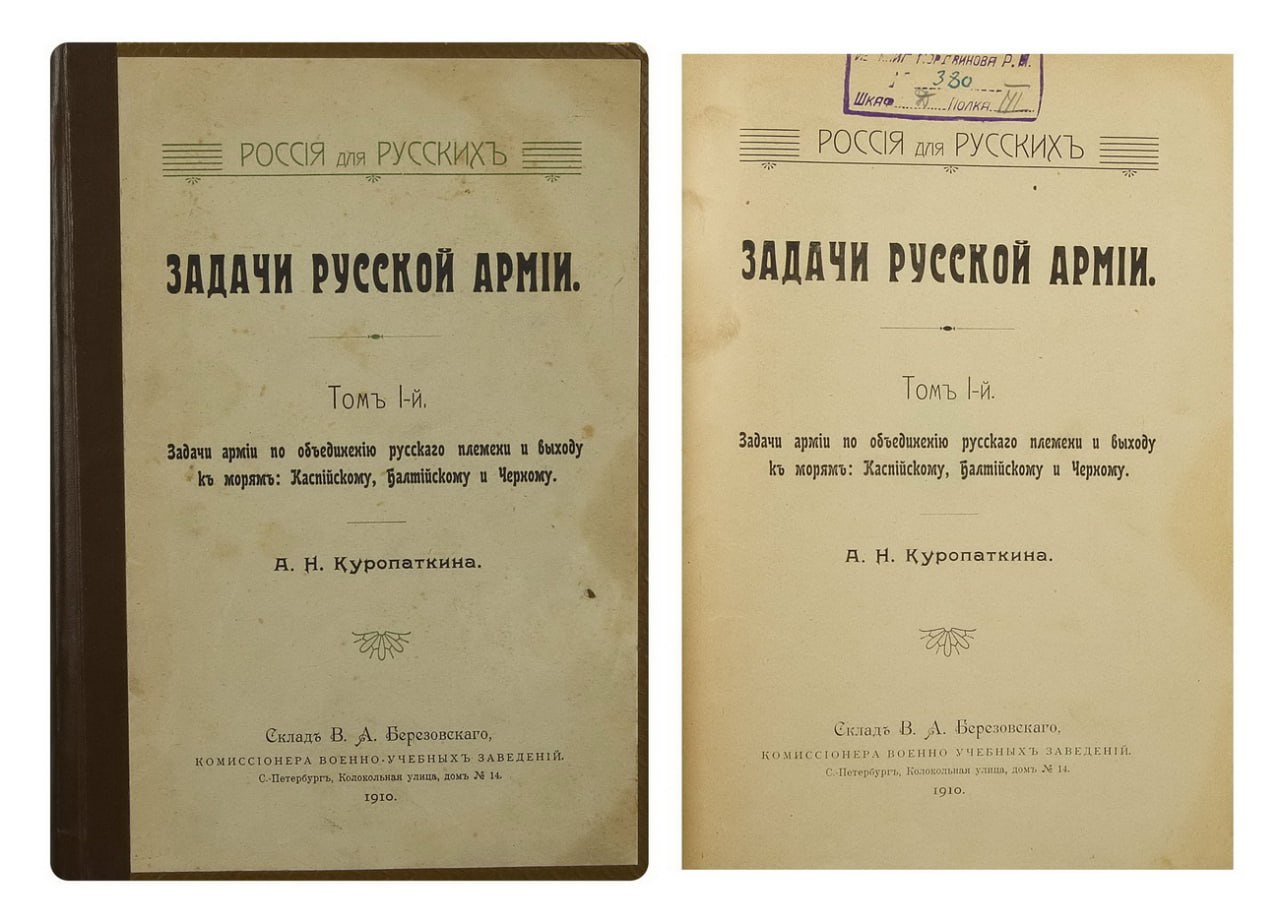 РОССІЯ для РУССКИХЪ
ЗАДАЧИ РУССКОЙ АРМІИ.
Томъ I-й.
Задачи арміи по объединенію русскаго племени и выходу
къ морямъ: Каспійскому, Балтійскому и Черному.
А. Н. Куропаткина.
Складъ В. А. Березовскаго,
КОМИССІОНЕРА ВОЕННО-УЧЕБНЫХЪ ЗАВЕДЕНІЙ.
С.-Петербургъ, Колокольная улица, домъ № 14.
1910.
Р. И.
380
Шкаф Полка III
РОССІЯ для РУССКИХЪ
ЗАДАЧИ РУССКОЙ АРМІИ.
Томъ I-й.
Задачи арміи по объединенію русскаго племени и выходу
къ морямъ: Каспійскому, Балтійскому и Черному.
А. Н. Куропаткина.
Складъ В. А. Березовскаго,
КОМИССІОНЕРА ВОЕННО УЧЕБНЫХЪ ЗАВЕДЕНІЙ.
С.-Петербургъ, Колокольная улица, домъ № 14.
1910.